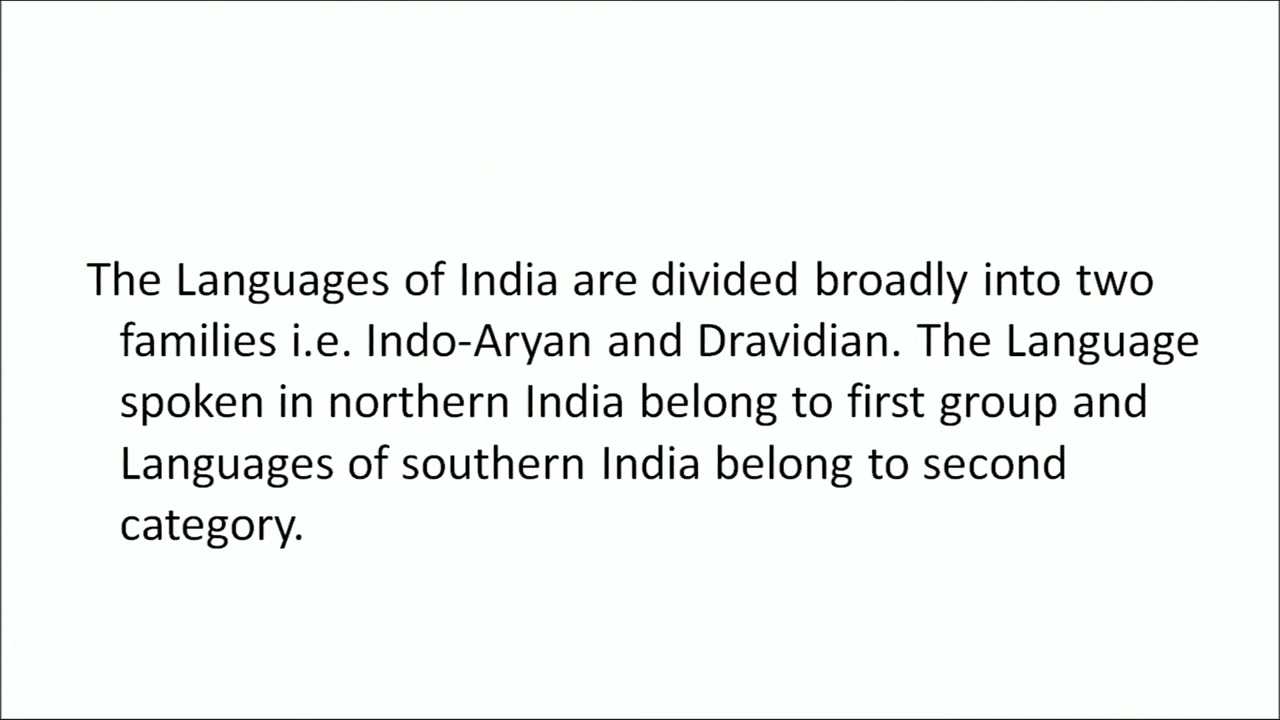 The Languages of India are divided broadly into two
families i.e. Indo-Aryan and Dravidian. The Language
spoken in northern India belong to first group and
Languages of southern India belong to second
category.